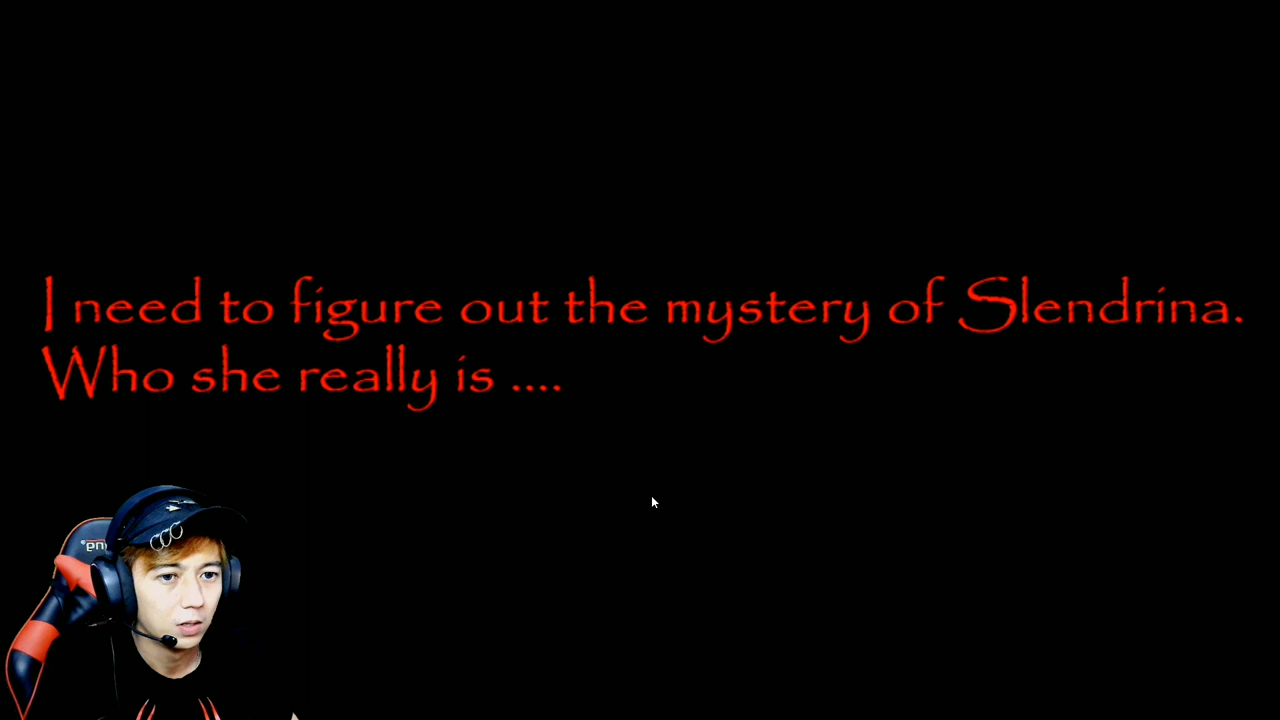 I need to figure out the mystery of Slendrina.
Who she really is ....